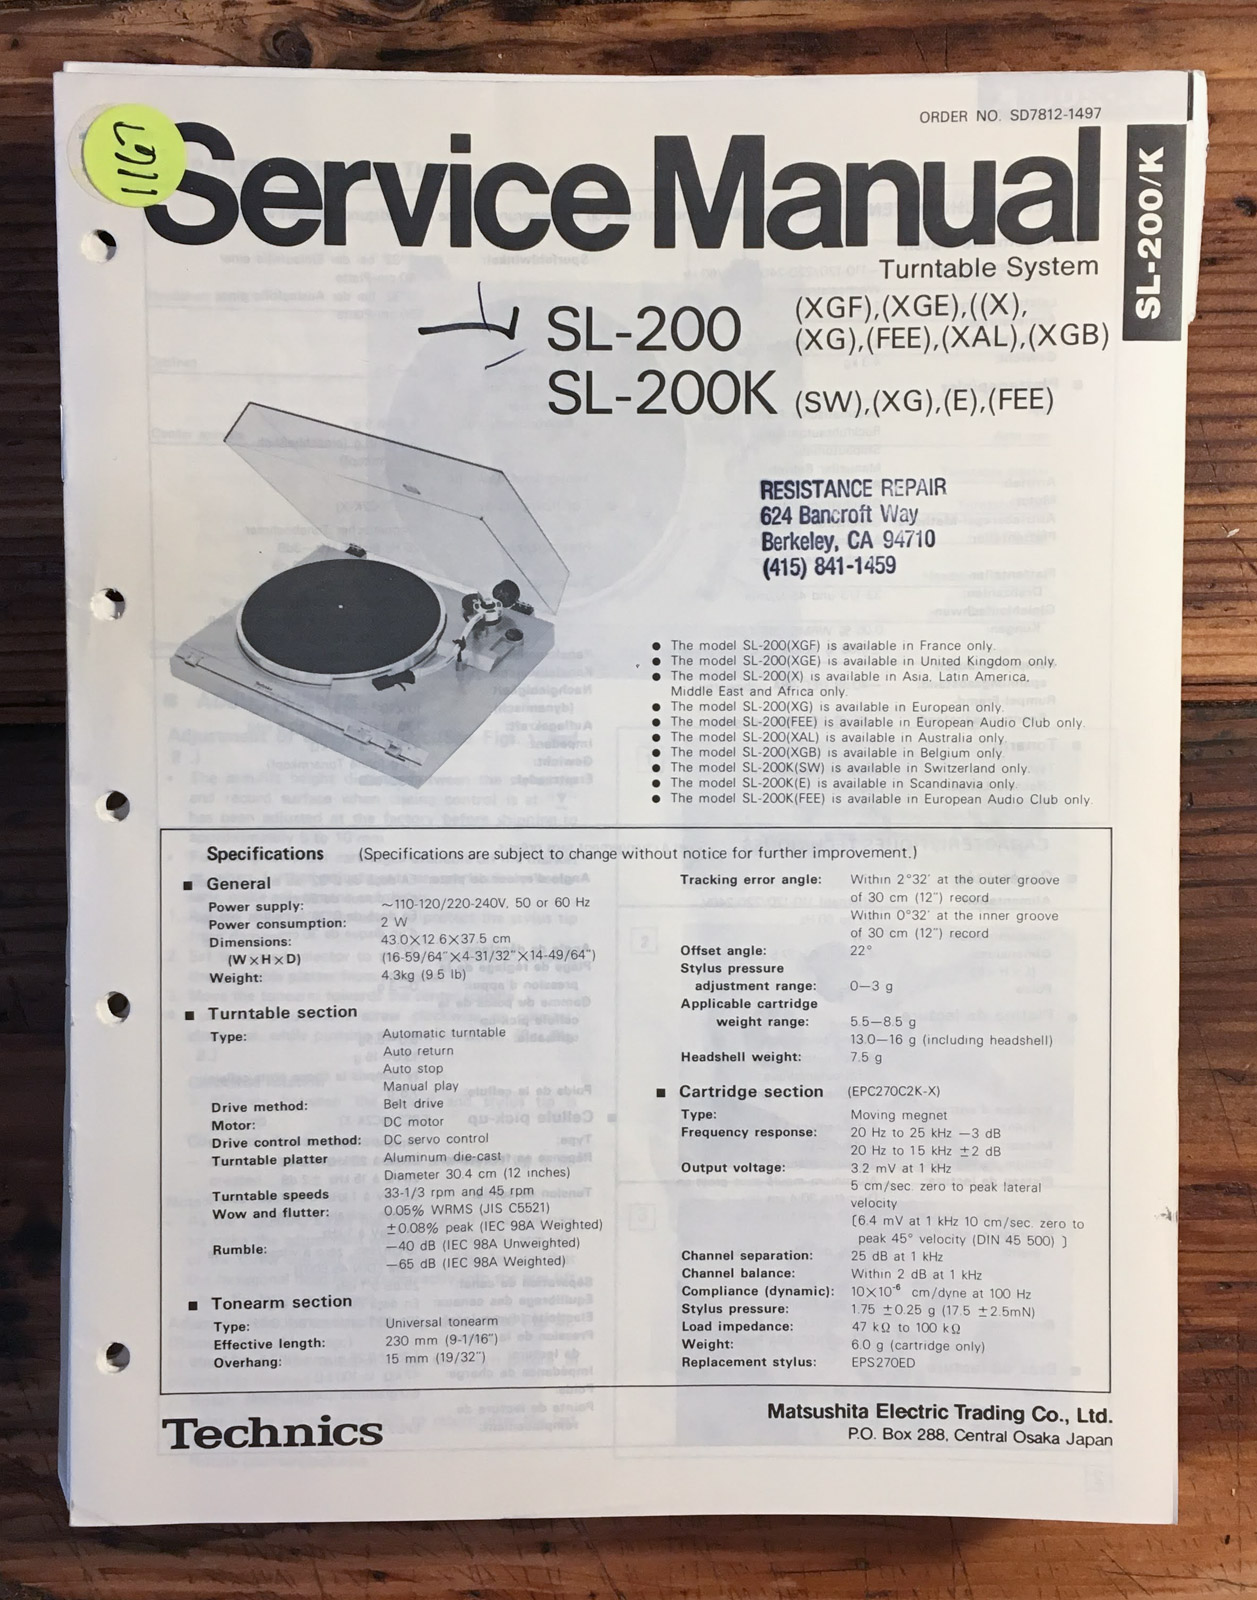 ORDER NO. SD7812-1497
1167
Service Manual
SL-200/K
Turntable System
SL-200 (XGF),(XGE),((X),
(XG),(FEE),(XAL),(XGB)
SL-200K (SW),(XG),(E),(FEE)
RESISTANCE REPAIR
624 Bancroft Way
Berkeley, CA 94710
(415) 841-1459
● The model SL-200(XGF) is available in France only.
● The model SL-200(XGE) is available in United Kingdom only.
● The model SL-200(X) is available in Asia, Latin America,
Middle East and Africa only.
● The model SL-200(XG) is available in European only.
● The model SL-200(FEE) is available in European Audio Club only.
● The model SL-200(XAL) is available in Australia only.
● The model SL-200(XGB) is available in Belgium only.
● The model SL-200K(SW) is available in Switzerland only.
● The model SL-200K(E) is available in Scandinavia only.
● The model SL-200K(FEE) is available in European Audio Club only.
Specifications (Specifications are subject to change without notice for further improvement.)
■ General
Power supply: ~110-120/220-240V, 50 or 60 Hz
Power consumption: 2 W
Dimensions: 43.0×12.6×37.5 cm
(W×H×D) (16-59/64"×4-31/32"×14-49/64")
Weight: 4.3kg (9.5 lb)
■ Turntable section
Type: Automatic turntable
Auto return
Auto stop
Manual play
Drive method: Belt drive
Motor: DC motor
Drive control method: DC servo control
Turntable platter Aluminum die-cast
Diameter 30.4 cm (12 inches)
Turntable speeds 33-1/3 rpm and 45 rpm
Wow and flutter: 0.05% WRMS (JIS C5521)
±0.08% peak (IEC 98A Weighted)
Rumble: −40 dB (IEC 98A Unweighted)
−65 dB (IEC 98A Weighted)
■ Tonearm section
Type: Universal tonearm
Effective length: 230 mm (9-1/16")
Overhang: 15 mm (19/32")
Tracking error angle: Within 2°32' at the outer groove
of 30 cm (12") record
Within 0°32' at the inner groove
of 30 cm (12") record
Offset angle: 22°
Stylus pressure
adjustment range: 0—3 g
Applicable cartridge
weight range: 5.5—8.5 g
13.0—16 g (including headshell)
Headshell weight: 7.5 g
■ Cartridge section (EPC270C2K-X)
Type: Moving megnet
Frequency response: 20 Hz to 25 kHz −3 dB
20 Hz to 15 kHz ±2 dB
Output voltage: 3.2 mV at 1 kHz
5 cm/sec. zero to peak lateral
velocity
[6.4 mV at 1 kHz 10 cm/sec. zero to
peak 45° velocity (DIN 45 500) ]
Channel separation: 25 dB at 1 kHz
Channel balance: Within 2 dB at 1 kHz
Compliance (dynamic): 10×10⁻⁶ cm/dyne at 100 Hz
Stylus pressure: 1.75 ±0.25 g (17.5 ±2.5mN)
Load impedance: 47 kΩ to 100 kΩ
Weight: 6.0 g (cartridge only)
Replacement stylus: EPS270ED
Technics
Matsushita Electric Trading Co., Ltd.
P.O. Box 288, Central Osaka Japan